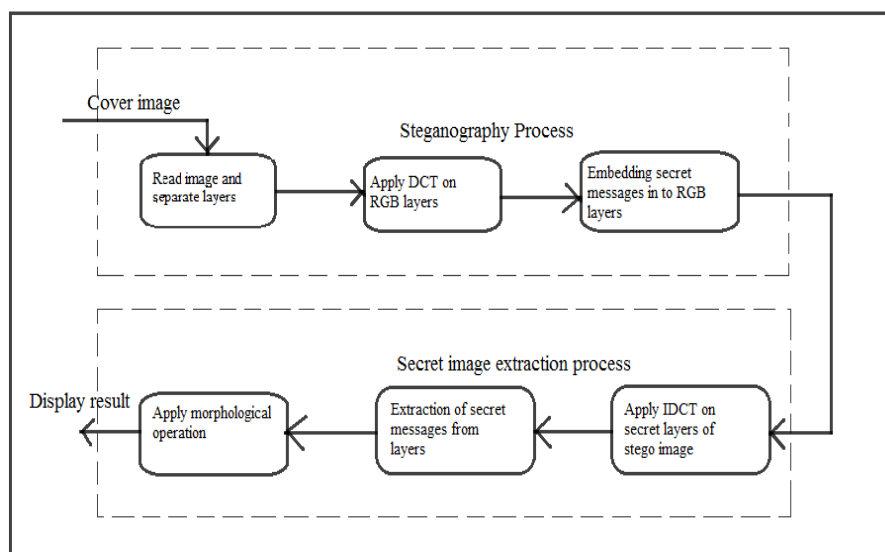 Cover image
Steganography Process
Read image and
separate layers
Apply DCT on
RGB layers
Embedding secret
messages in to RGB
layers
Secret image extraction process
Display result
Apply morphological
operation
Extraction of secret
messages from
layers
Apply IDCT on
secret layers of
stego image